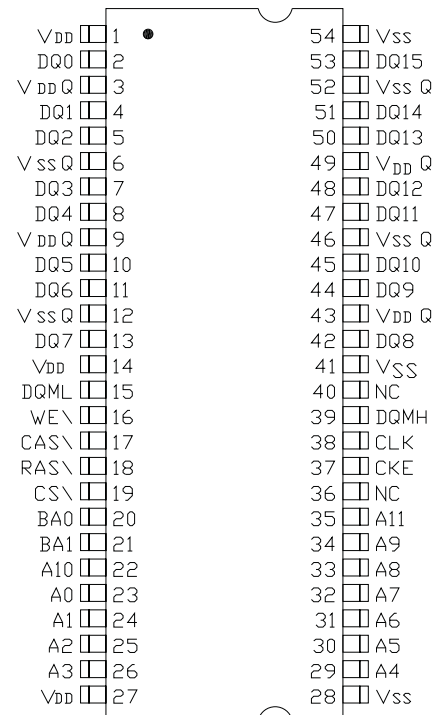 VDD 1 54 Vss
DQ0 2 53 DQ15
VDDQ 3 52 Vss Q
DQ1 4 51 DQ14
DQ2 5 50 DQ13
VssQ 6 49 VDD Q
DQ3 7 48 DQ12
DQ4 8 47 DQ11
VDDQ 9 46 Vss Q
DQ5 10 45 DQ10
DQ6 11 44 DQ9
VssQ 12 43 VDD Q
DQ7 13 42 DQ8
VDD 14 41 VSS
DQML 15 40 NC
WE\ 16 39 DQMH
CAS\ 17 38 CLK
RAS\ 18 37 CKE
CS\ 19 36 NC
BA0 20 35 A11
BA1 21 34 A9
A10 22 33 A8
A0 23 32 A7
A1 24 31 A6
A2 25 30 A5
A3 26 29 A4
VDD 27 28 Vss